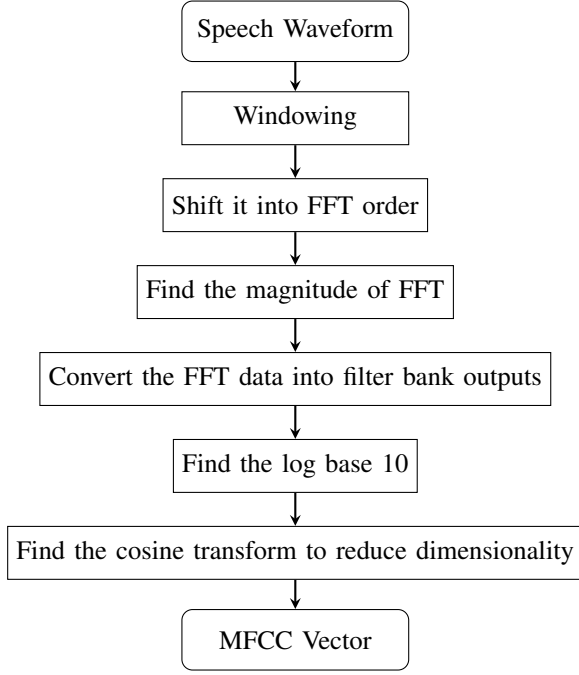 Speech Waveform
Windowing
Shift it into FFT order
Find the magnitude of FFT
Convert the FFT data into filter bank outputs
Find the log base 10
Find the cosine transform to reduce dimensionality
MFCC Vector